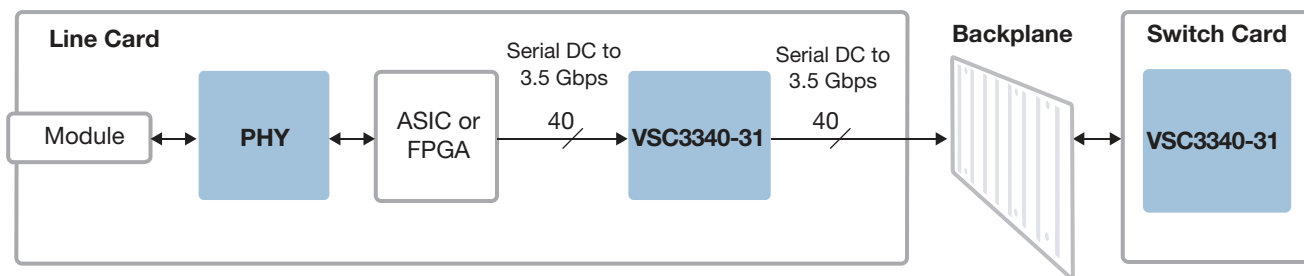 Line Card
Module
PHY
ASIC or
FPGA
Serial DC to
3.5 Gbps
40
VSC3340-31
Serial DC to
3.5 Gbps
40
Backplane
Switch Card
VSC3340-31